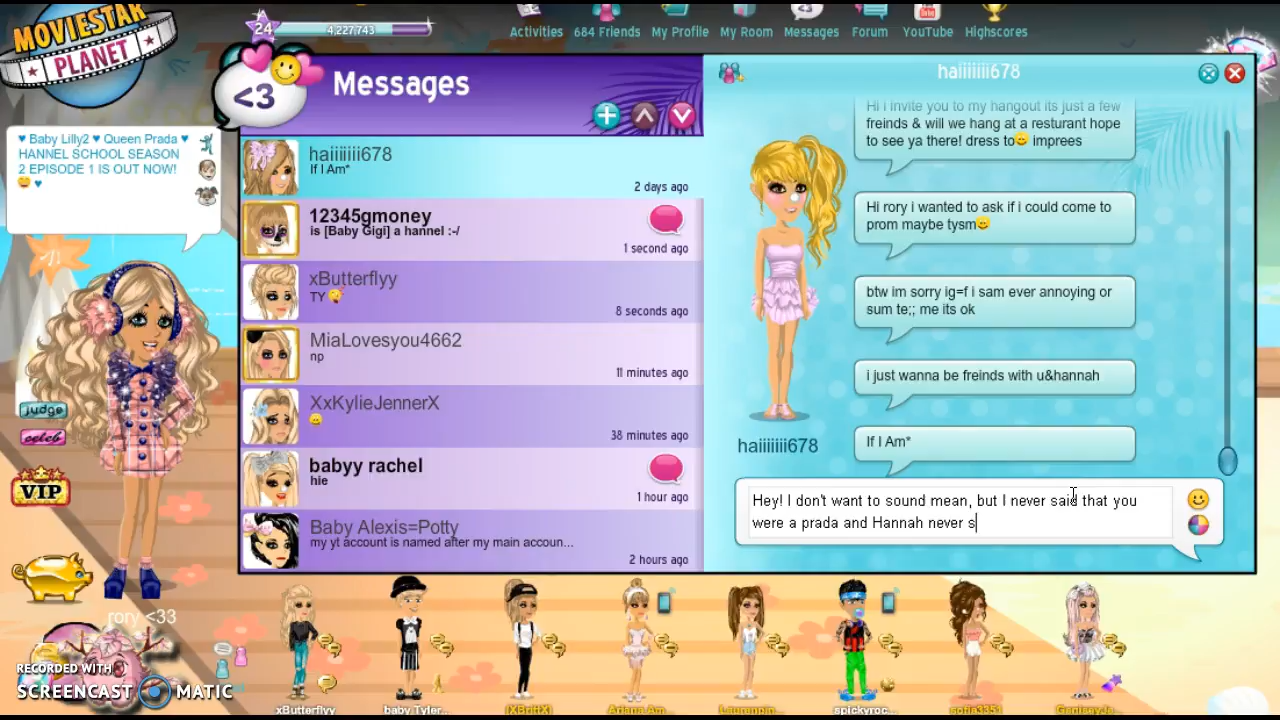 MOVIESTAR
PLANET
24
4,227,743
Activities
684 Friends
My Profile
My Room
Messages
Forum
YouTube
Highscores
<3
Messages
haiiiiiii678
♥ Baby Lilly2 ♥ Queen Prada ♥
HANNEL SCHOOL SEASON
2 EPISODE 1 IS OUT NOW!
😄 ♥
haiiiiiii678
If I Am*
2 days ago
12345gmoney
is [Baby Gigi] a hannel :-/
1 second ago
xButterflyy
TY 😜
8 seconds ago
MiaLovesyou4662
np
11 minutes ago
XxKylieJennerX
😀
38 minutes ago
babyy rachel
hie
1 hour ago
Baby Alexis=Potty
my yt account is named after my main accoun...
2 hours ago
Hi i invite you to my hangout its just a few
freinds & will we hang at a resturant hope
to see ya there! dress to😀 imprees
Hi rory i wanted to ask if i could come to
prom maybe tysm😀
btw im sorry ig=f i sam ever annoying or
sum te;; me its ok
i just wanna be freinds with u&hannah
If I Am*
haiiiiiii678
Hey! I don't want to sound mean, but I never said that you
were a prada and Hannah never s
judge
celeb
VIP
rory <33
RECORDED WITH
SCREENCAST MATIC
xButterflyy
baby.Tyler...
(XBrittX)
Ariana.Am...
Laurenpin...
spickyroc...
sofia3351